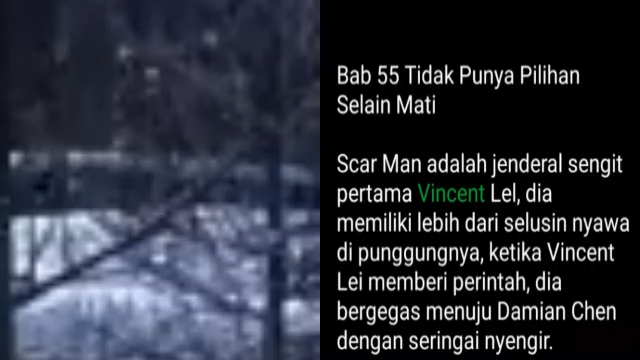 Bab 55 Tidak Punya Pilihan
Selain Mati
Scar Man adalah jenderal sengit
pertama Vincent Lel, dia
memiliki lebih dari selusin nyawa
di punggungnya, ketika Vincent
Lei memberi perintah, dia
bergegas menuju Damian Chen
dengan seringai nyengir.